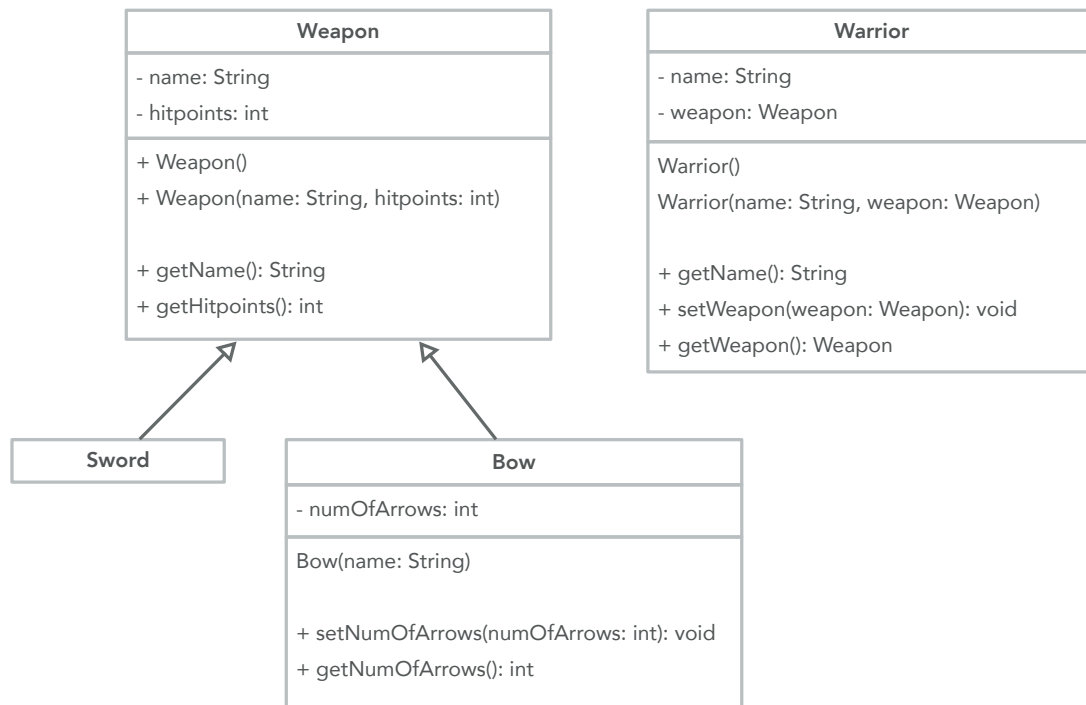 Weapon
- name: String
- hitpoints: int
+ Weapon()
+ Weapon(name: String, hitpoints: int)
+ getName(): String
+ getHitpoints(): int
Warrior
- name: String
- weapon: Weapon
Warrior()
Warrior(name: String, weapon: Weapon)
+ getName(): String
+ setWeapon(weapon: Weapon): void
+ getWeapon(): Weapon
Sword
Bow
- numOfArrows: int
Bow(name: String)
+ setNumOfArrows(numOfArrows: int): void
+ getNumOfArrows(): int